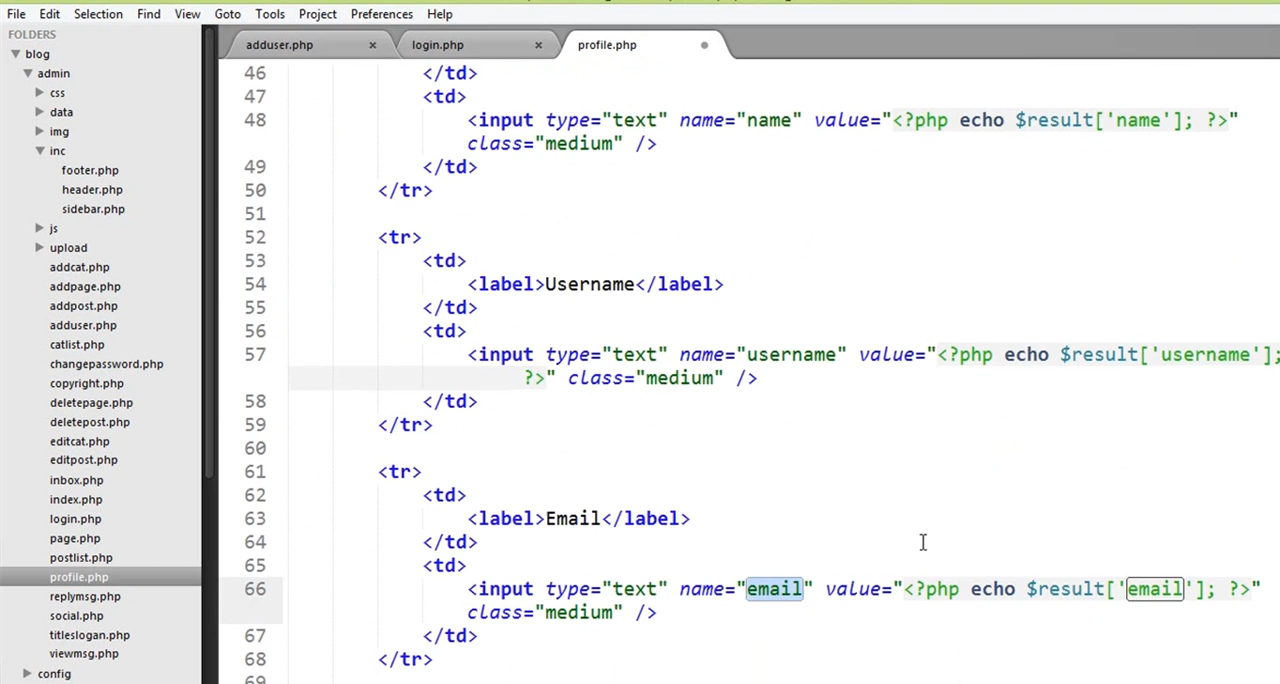 File Edit Selection Find View Goto Tools Project Preferences Help
FOLDERS
blog
admin
css
data
img
inc
footer.php
header.php
sidebar.php
js
upload
addcat.php
addpage.php
addpost.php
adduser.php
catlist.php
changepassword.php
copyright.php
deletepage.php
deletepost.php
editcat.php
editpost.php
inbox.php
index.php
login.php
page.php
postlist.php
profile.php
replymsg.php
social.php
titleslogan.php
viewmsg.php
config
adduser.php × login.php × profile.php
46 </td>
47 <td>
48 <input type="text" name="name" value="<?php echo $result['name']; ?>"
class="medium" />
49 </td>
50 </tr>
51
52 <tr>
53 <td>
54 <label>Username</label>
55 </td>
56 <td>
57 <input type="text" name="username" value="<?php echo $result['username'];
?>" class="medium" />
58 </td>
59 </tr>
60
61 <tr>
62 <td>
63 <label>Email</label>
64 </td>
65 <td>
66 <input type="text" name="email" value="<?php echo $result['email']; ?>"
class="medium" />
67 </td>
68 </tr>
69